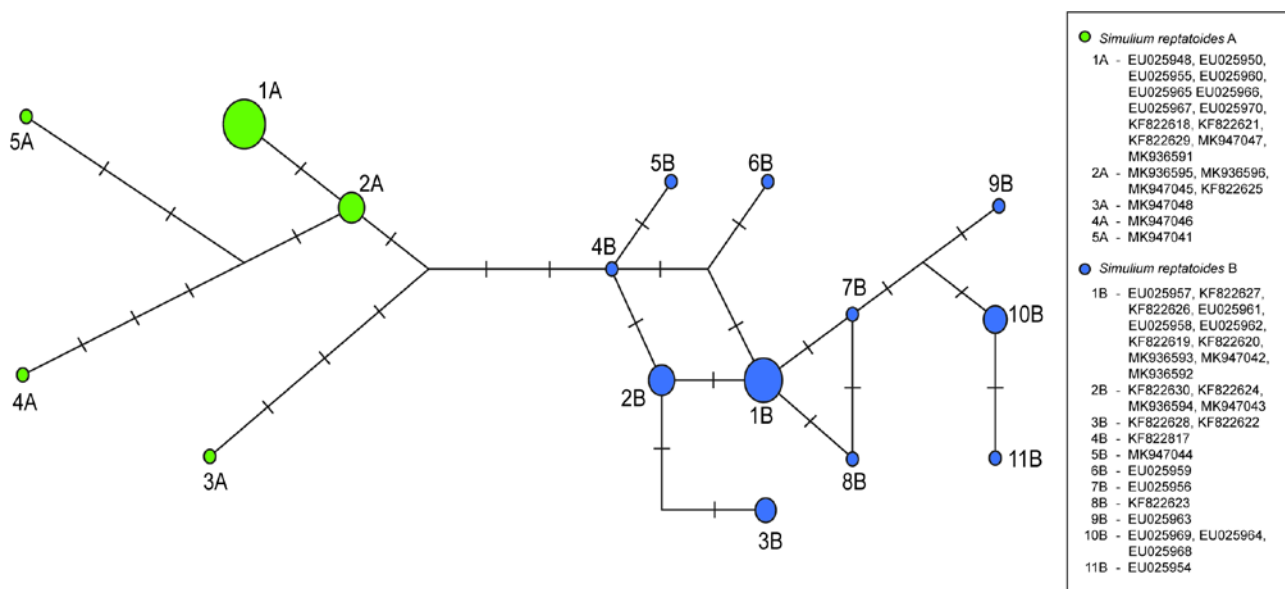 1A
5A
2A
5B
6B
9B
4B
7B
10B
4A
2B
1B
3A
8B
11B
3B
Simulium reptatoides A
1A - EU025948, EU025950,
EU025955, EU025960,
EU025965 EU025966,
EU025967, EU025970,
KF822618, KF822621,
KF822629, MK947047,
MK936591
2A - MK936595, MK936596,
MK947045, KF822625
3A - MK947048
4A - MK947046
5A - MK947041
Simulium reptatoides B
1B - EU025957, KF822627,
KF822626, EU025961,
EU025958, EU025962,
KF822619, KF822620,
MK936593, MK947042,
MK936592
2B - KF822630, KF822624,
MK936594, MK947043
3B - KF822628, KF822622
4B - KF822817
5B - MK947044
6B - EU025959
7B - EU025956
8B - KF822623
9B - EU025963
10B - EU025969, EU025964,
EU025968
11B - EU025954